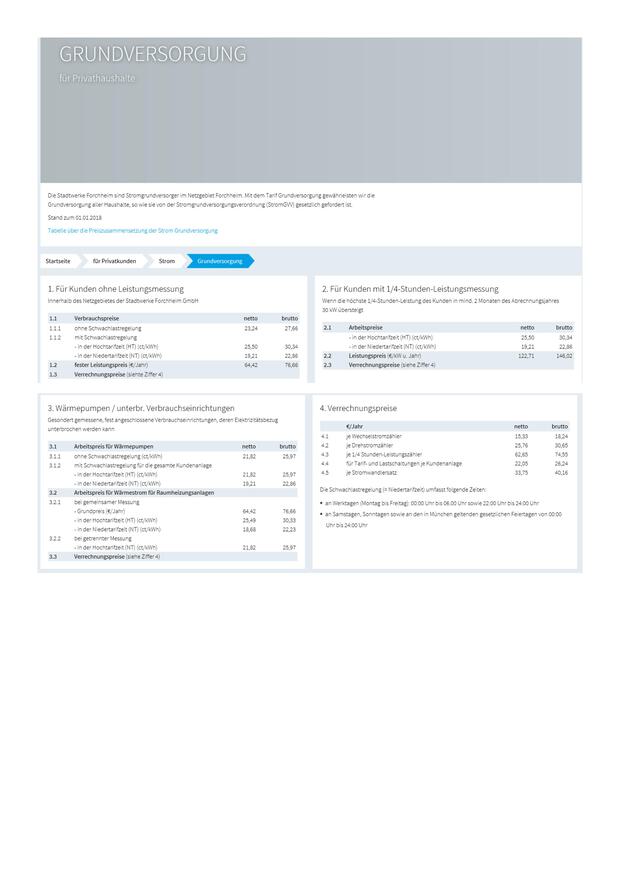 GRUNDVERSORGUNG
für Privathaushalte
Die Stadtwerke Forchheim sind Stromgrundversorger im Netzgebiet Forchheim. Mit dem Tarif Grundversorgung gewährleisten wir die
Grundversorgung aller Haushalte, so wie sie von der Stromgrundversorgungsverordnung (StromGVV) gesetzlich gefordert ist.
Stand zum 01.01.2018
Tabelle über die Preiszusammensetzung der Strom Grundversorgung
Startseite für Privatkunden Strom Grundversorgung
1. Für Kunden ohne Leistungsmessung
Innerhalb des Netzgebietes der Stadtwerke Forchheim GmbH
1.1 Verbrauchspreise netto brutto
1.1.1 ohne Schwachlastregelung 23,24 27,66
1.1.2 mit Schwachlastregelung
- in der Hochtarifzeit (HT) (ct/kWh) 25,50 30,34
- in der Niedertarifzeit (NT) (ct/kWh) 19,21 22,86
1.2 fester Leistungspreis (€/Jahr) 64,42 76,66
1.3 Verrechnungspreise (siehte Ziffer 4)
2. Für Kunden mit 1/4-Stunden-Leistungsmessung
Wenn die höchste 1/4-Stunden-Leistung des Kunden in mind. 2 Monaten des Abrechnungsjahres
30 kW übersteigt
2.1 Arbeitspreise netto brutto
- in der Hochtarifzeit (HT) (ct/kWh) 25,50 30,34
- in der Niedertarifzeit (NT) (ct/kWh) 19,21 22,86
2.2 Leistungspreis (€/kW u. Jahr) 122,71 146,02
2.3 Verrechnungspreise (siehe Ziffer 4)
3. Wärmepumpen / unterbr. Verbrauchseinrichtungen
Gesondert gemessene, fest angeschlossene Verbrauchseinrichtungen, deren Elektrizitätsbezug
unterbrochen werden kann
3.1 Arbeitspreis für Wärmepumpen netto brutto
3.1.1 ohne Schwachlastregelung (ct/kWh) 21,82 25,97
3.1.2 mit Schwachlastregelung für die gesamte Kundenanlage
- in der Hochtarifzeit (HT) (ct/kWh) 21,82 25,97
- in der Niedertarifzeit (NT) (ct/kWh) 19,21 22,86
3.2 Arbeitspreis für Wärmestrom für Raumheizungsanlagen
3.2.1 bei gemeinsamer Messung
- Grundpreis (€/Jahr) 64,42 76,66
- in der Hochtarifzeit (HT) (ct/kWh) 25,49 30,33
- in der Niedertarifzeit (NT) (ct/kWh) 18,68 22,23
3.2.2 bei getrennter Messung
- in der Hochtarifzeit (NT) (ct/kWh) 21,82 25,97
3.3 Verrechnungspreise (siehe Ziffer 4)
4. Verrechnungspreise
€/Jahr netto brutto
4.1 je Wechselstromzähler 15,33 18,24
4.2 je Drehstromzähler 25,76 30,65
4.3 je 1/4 Stunden-Leistungszähler 62,65 74,55
4.4 für Tarif- und Lastschaltungen je Kundenanlage 22,05 26,24
4.5 je Stromwandlersatz 33,75 40,16
Die Schwachlastregelung (= Niedertarifzeit) umfasst folgende Zeiten:
• an Werktagen (Montag bis Freitag): 00:00 Uhr bis 06:00 Uhr sowie 22:00 Uhr bis 24:00 Uhr
• an Samstagen, Sonntagen sowie an den in München geltenden gesetzlichen Feiertagen von 00:00
Uhr bis 24:00 Uhr